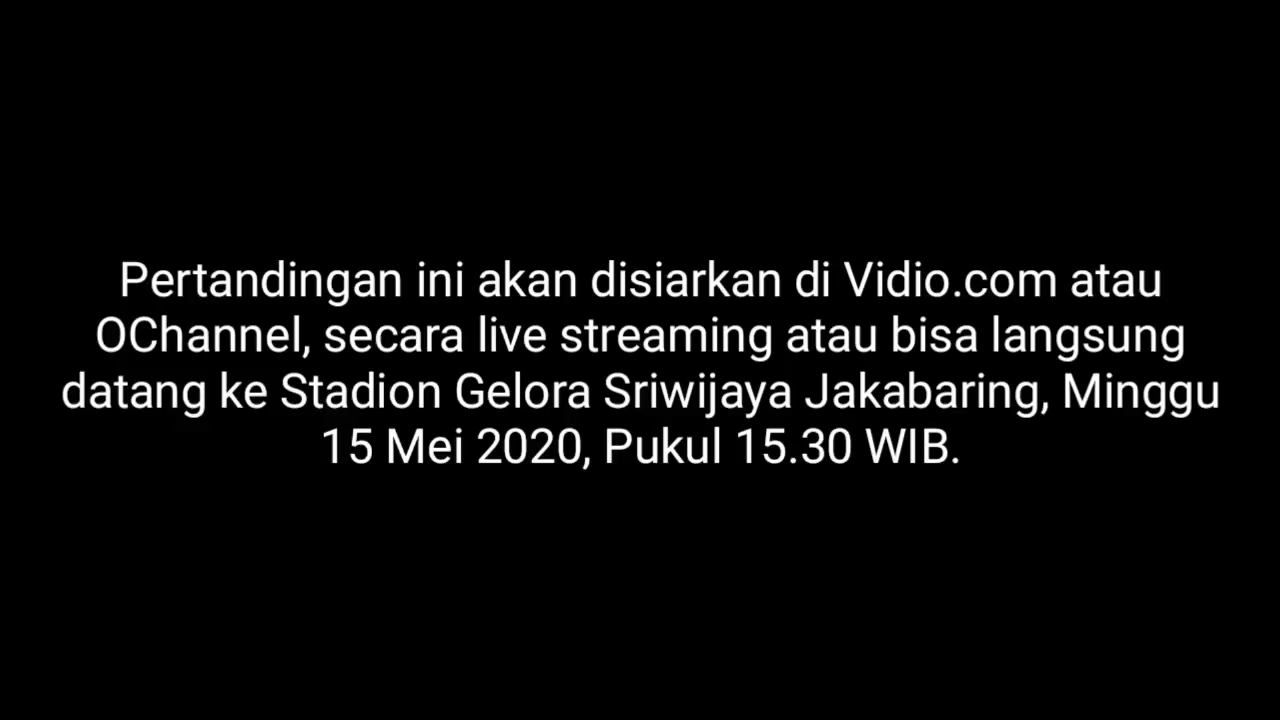 Pertandingan ini akan disiarkan di Vidio.com atau
OChannel, secara live streaming atau bisa langsung
datang ke Stadion Gelora Sriwijaya Jakabaring, Minggu
15 Mei 2020, Pukul 15.30 WIB.